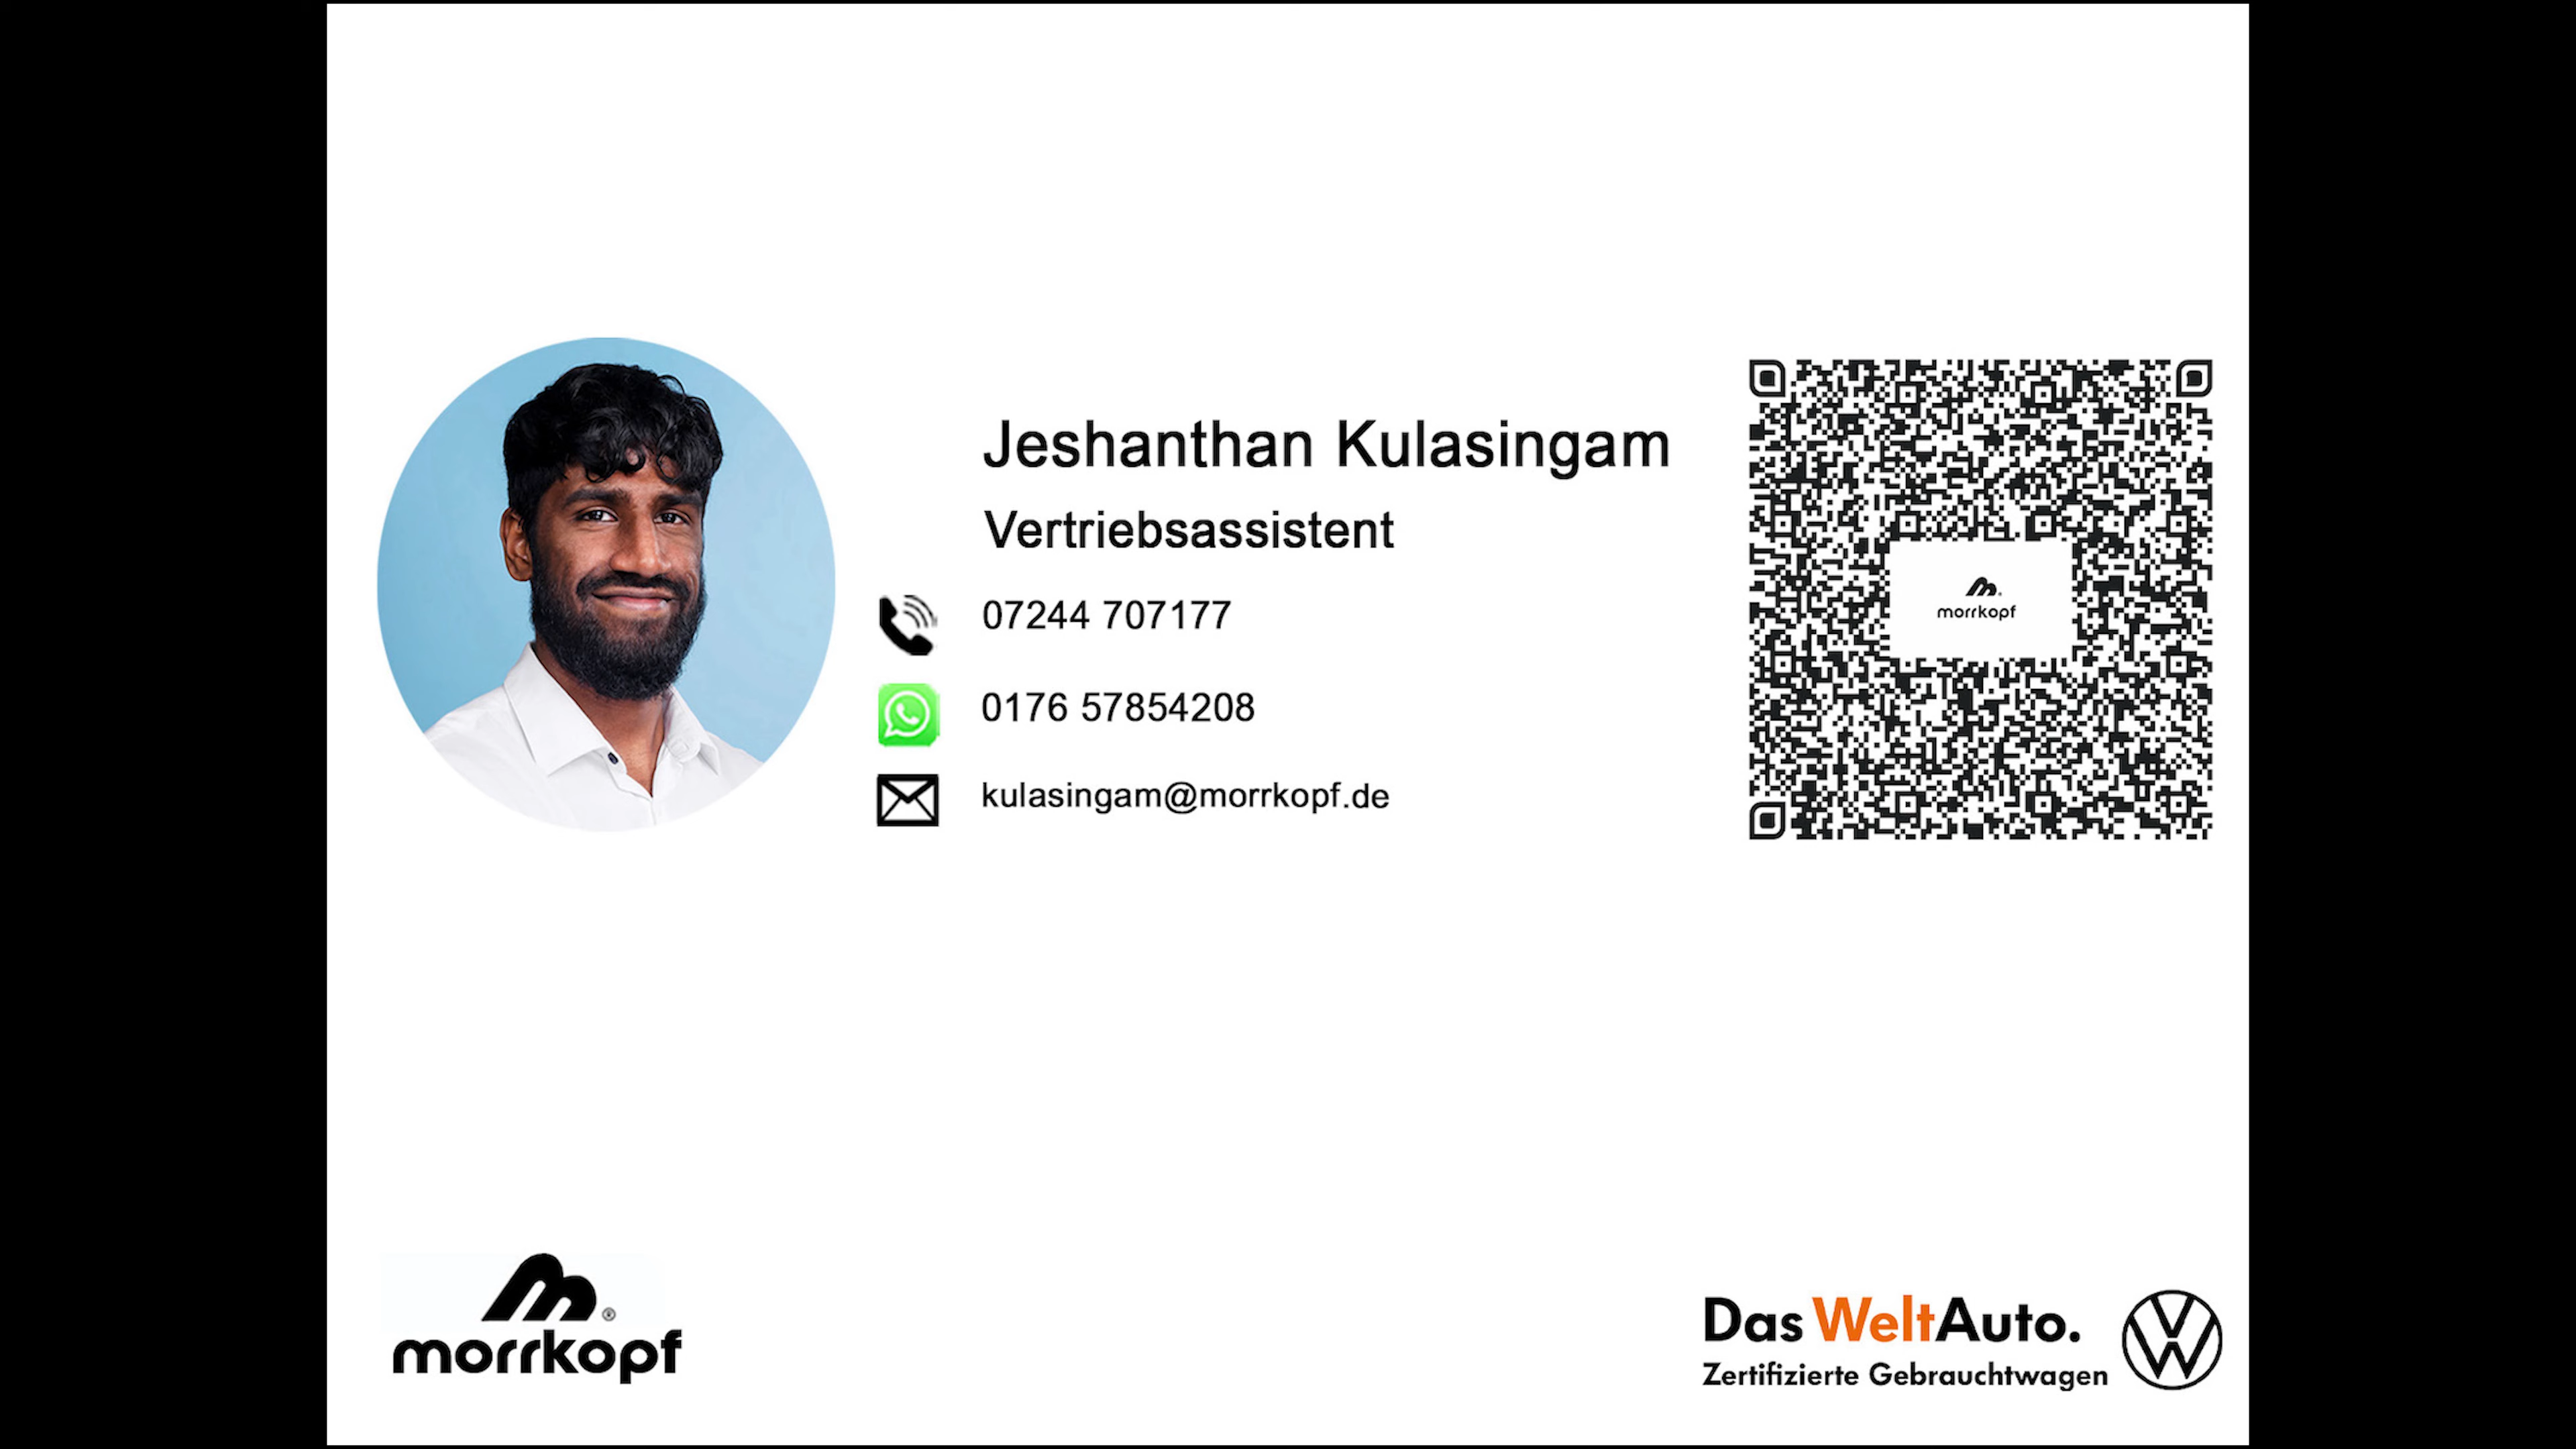 Jeshanthan Kulasingam
Vertriebsassistent
07244 707177
0176 57854208
kulasingam@morrkopf.de
morrkopf
morrkopf
Das WeltAuto.
Zertifizierte Gebrauchtwagen